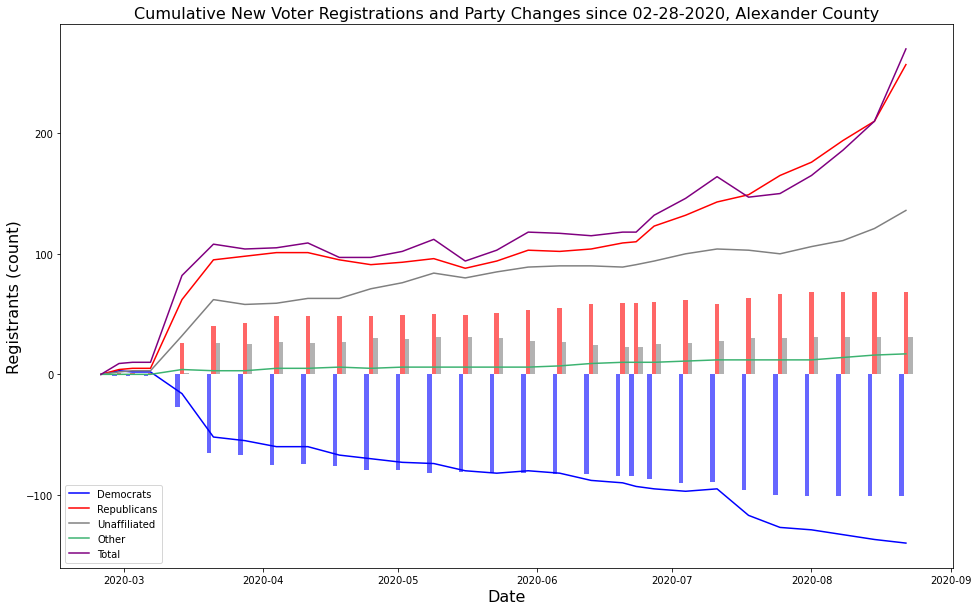 Cumulative New Voter Registrations and Party Changes since 02-28-2020, Alexander County
Registrants (count)
200
100
0
−100
Democrats
Republicans
Unaffiliated
Other
Total
2020-03
2020-04
2020-05
2020-06
2020-07
2020-08
2020-09
Date